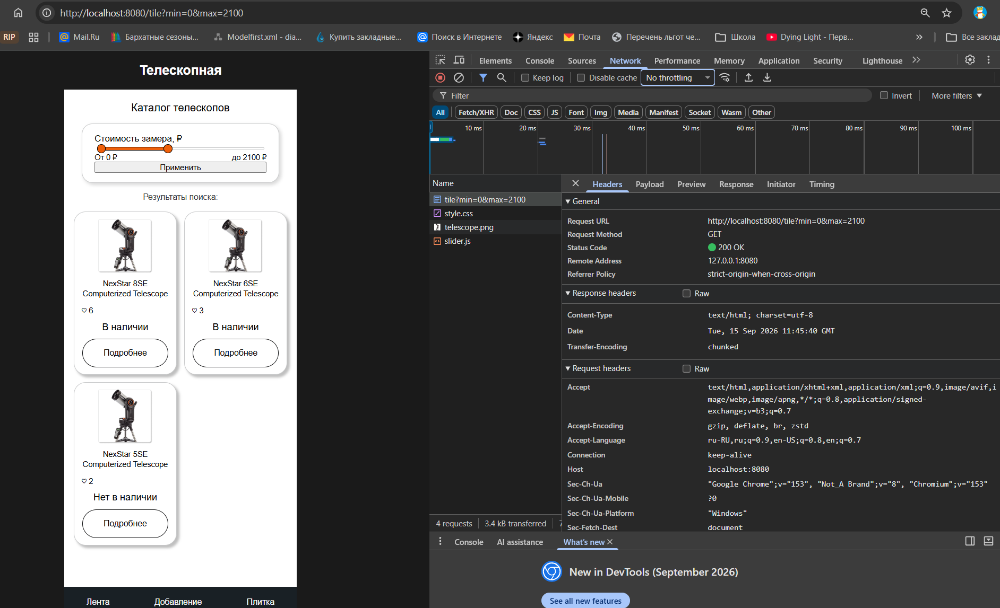 http://localhost:8080/tile?min=0&max=2100
RIP
Mail.Ru
Бархатные сезоны...
Modelfirst.xml - dia...
Купить закладные...
Поиск в Интернете
Яндекс
Почта
Перечень льгот че...
Школа
Dying Light - Перв...
Все заклад
Телескопная
Каталог телескопов
Стоимость замера, ₽
От 0 ₽
до 2100 ₽
Применить
Результаты поиска:
NexStar 8SE
Computerized Telescope
6
В наличии
Подробнее
NexStar 6SE
Computerized Telescope
3
В наличии
Подробнее
NexStar 5SE
Computerized Telescope
2
Нет в наличии
Подробнее
Лента
Добавление
Плитка
Elements
Console
Sources
Network
Performance
Memory
Application
Security
Lighthouse
Keep log
Disable cache
No throttling
Filter
Invert
More filters
All
Fetch/XHR
Doc
CSS
JS
Font
Img
Media
Manifest
Socket
Wasm
Other
10 ms
20 ms
30 ms
40 ms
50 ms
60 ms
70 ms
80 ms
90 ms
100 ms
Name
tile?min=0&max=2100
style.css
telescope.png
slider.js
4 requests
3.4 kB transferred
7
Headers
Payload
Preview
Response
Initiator
Timing
General
Request URL
http://localhost:8080/tile?min=0&max=2100
Request Method
GET
Status Code
200 OK
Remote Address
127.0.0.1:8080
Referrer Policy
strict-origin-when-cross-origin
Response headers
Raw
Content-Type
text/html; charset=utf-8
Date
Tue, 15 Sep 2026 11:45:40 GMT
Transfer-Encoding
chunked
Request headers
Raw
Accept
text/html,application/xhtml+xml,application/xml;q=0.9,image/avif,i
mage/webp,image/apng,*/*;q=0.8,application/signed-
exchange;v=b3;q=0.7
Accept-Encoding
gzip, deflate, br, zstd
Accept-Language
ru-RU,ru;q=0.9,en-US;q=0.8,en;q=0.7
Connection
keep-alive
Host
localhost:8080
Sec-Ch-Ua
"Google Chrome";v="153", "Not_A Brand";v="8", "Chromium";v="153"
Sec-Ch-Ua-Mobile
?0
Sec-Ch-Ua-Platform
"Windows"
Sec-Fetch-Dest
document
Console
AI assistance
What's new
New in DevTools (September 2026)
See all new features